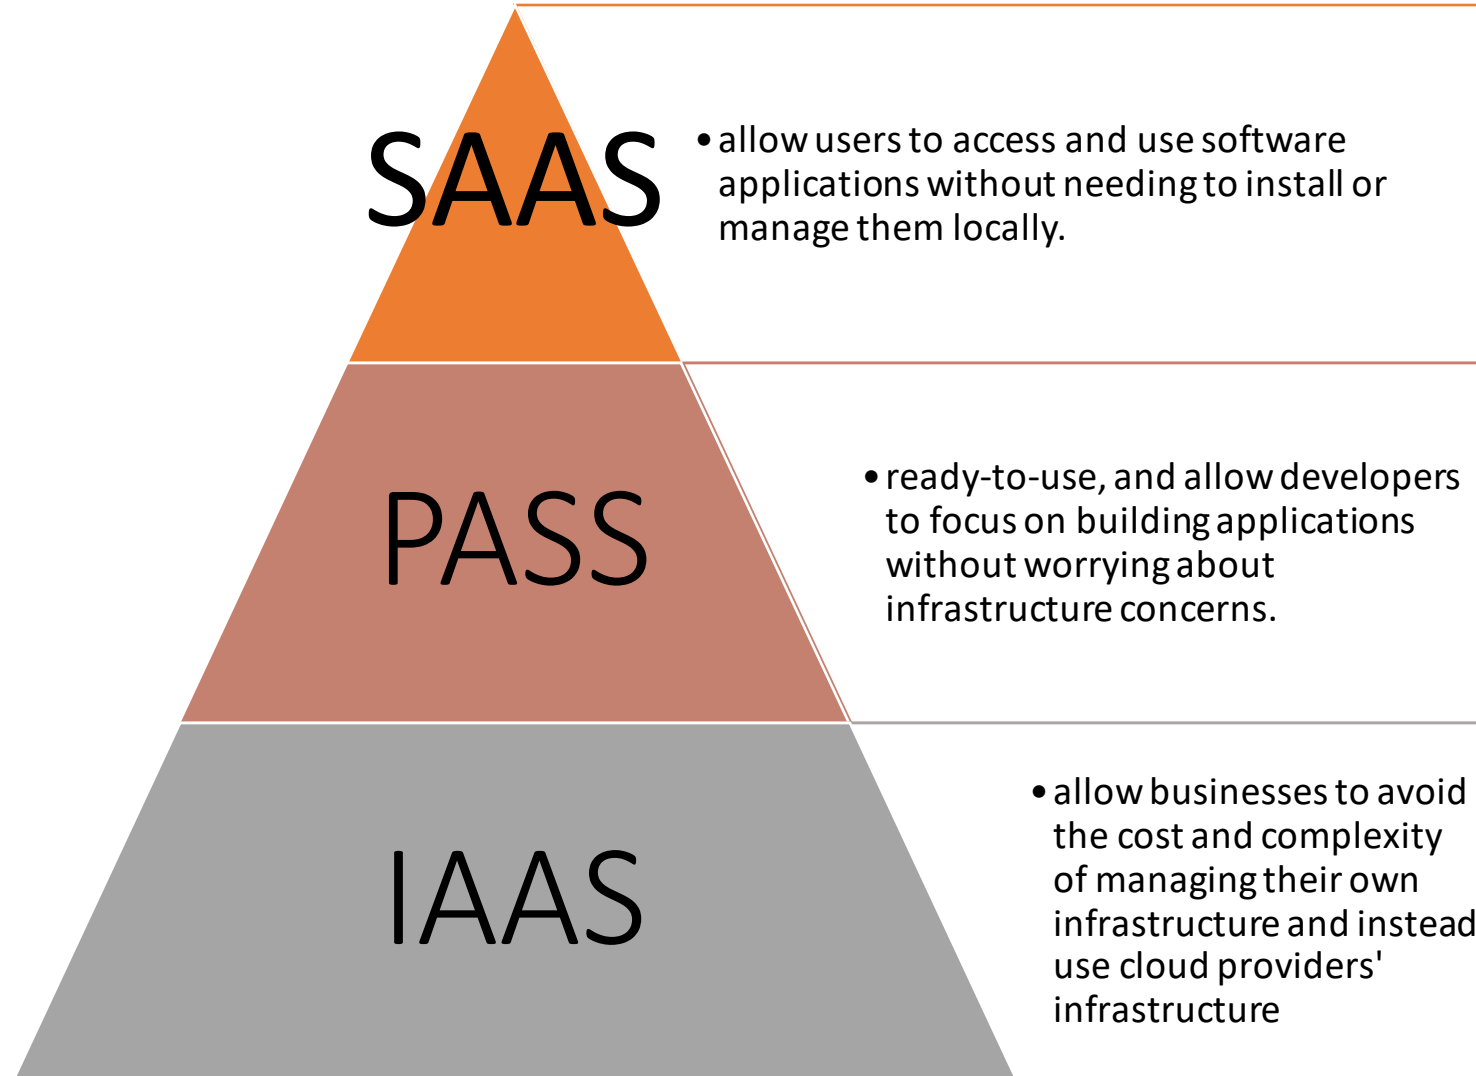 SAAS
• allow users to access and use software
applications without needing to install or
manage them locally.
PASS
• ready-to-use, and allow developers
to focus on building applications
without worrying about
infrastructure concerns.
IAAS
• allow businesses to avoid
the cost and complexity
of managing their own
infrastructure and instead
use cloud providers'
infrastructure